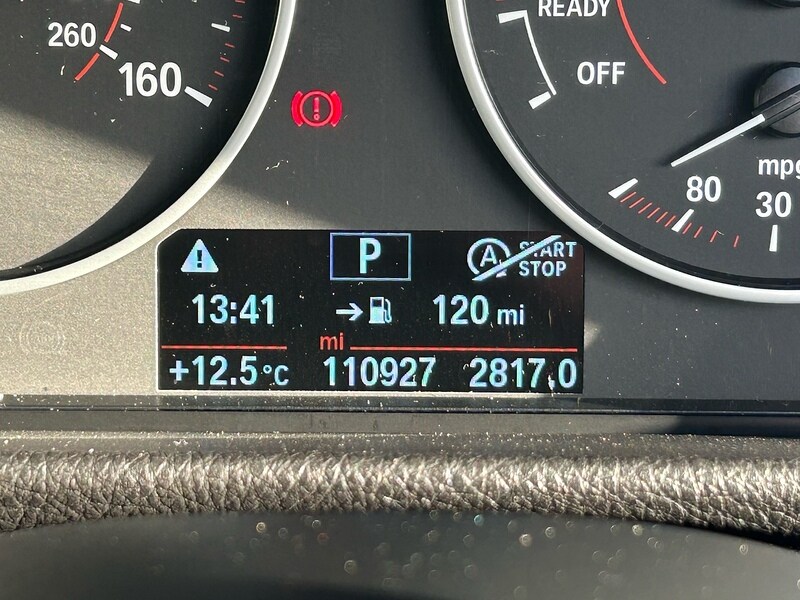 READY
260
160
OFF
mpg
80
30
P
A
START
STOP
13:41
120 mi
mi
+12.5°C
110927
2817.0